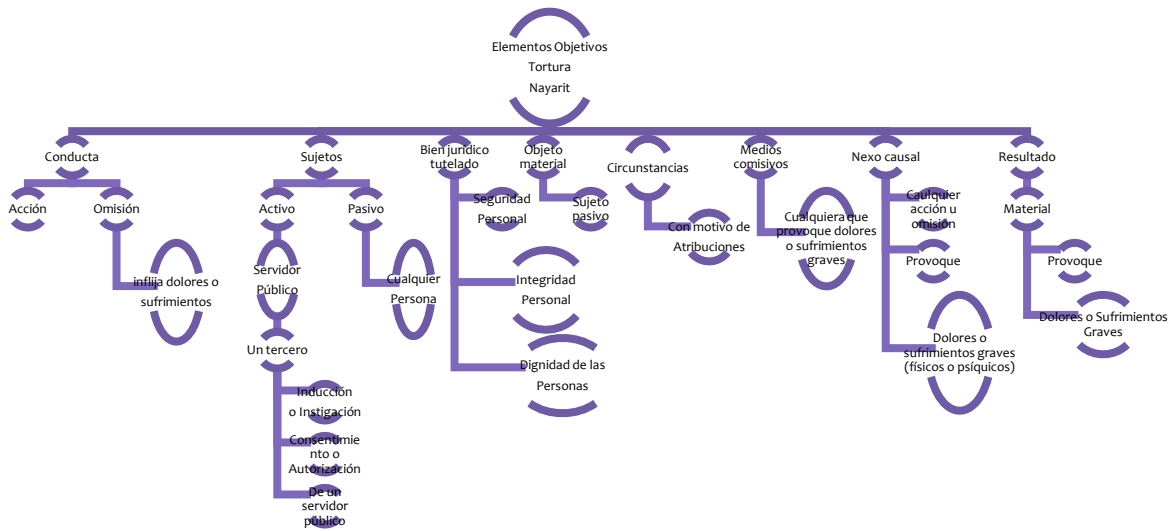 Elementos Objetivos
Tortura
Nayarit
Conducta
Acción
Omisión
inflija dolores o
sufrimientos
Sujetos
Activo
Servidor
Público
Un tercero
Inducción
o Instigación
Consentimie
nto o
Autorización
De un
servidor
público
Pasivo
Cualquier
Persona
Bien jurídico
tutelado
Seguridad
Personal
Integridad
Personal
Dignidad de las
Personas
Objeto
material
Sujeto
pasivo
Circunstancias
Con motivo de
Atribuciones
Medios
comisivos
Cualquiera que
provoque dolores
o sufrimientos
graves
Nexo causal
Caulquier
acción u
omisión
Provoque
Dolores o
sufrimientos graves
(físicos o psíquicos)
Resultado
Material
Provoque
Dolores o Sufrimientos
Graves